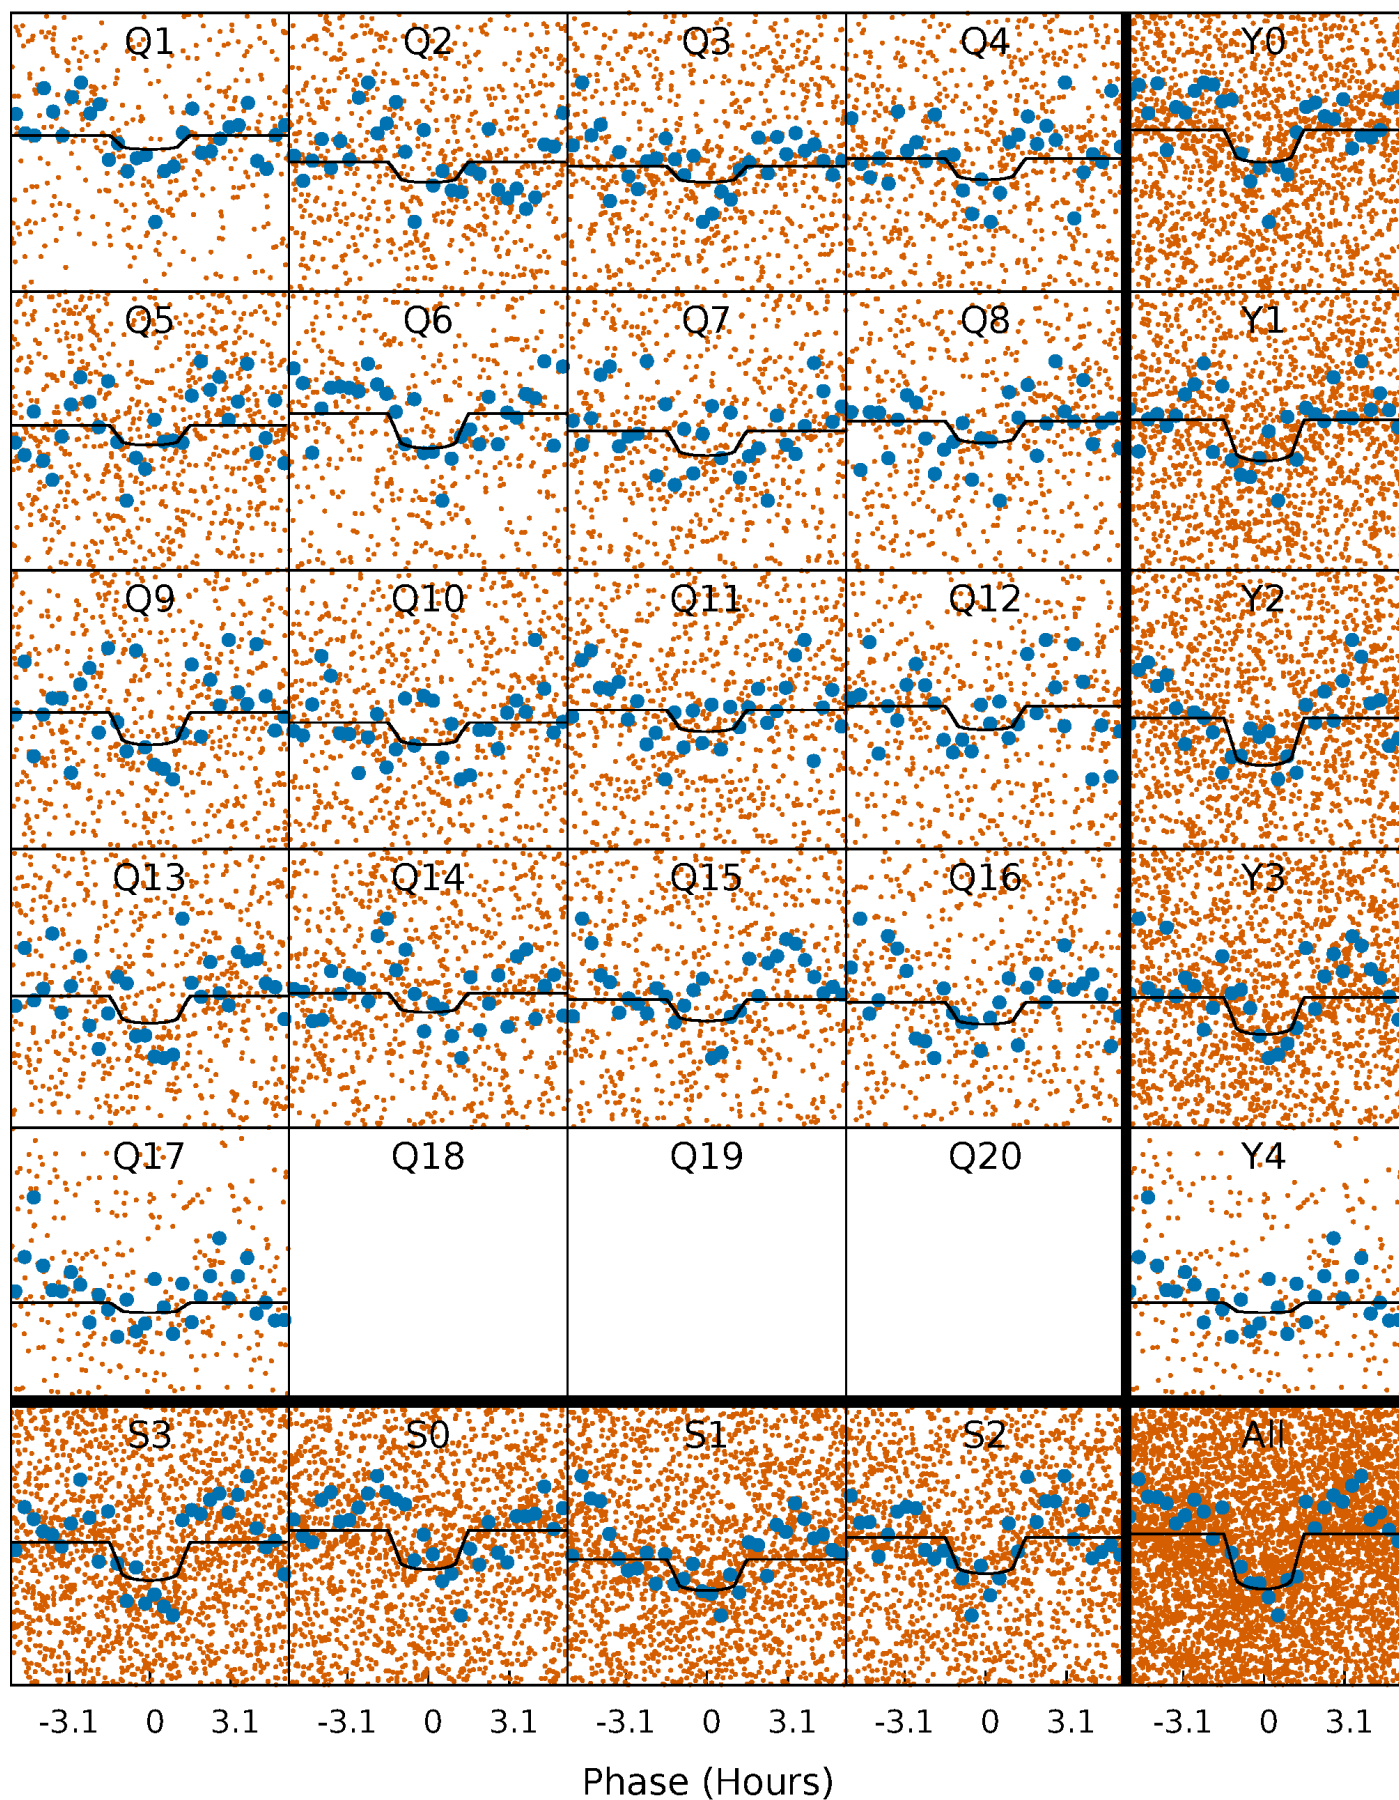 Q1 Q2 Q3 Q4 Y0
Q5 Q6 Q7 Q8 Y1
Q9 Q10 Q11 Q12 Y2
Q13 Q14 Q15 Q16 Y3
Q17 Q18 Q19 Q20 Y4
S3 S0 S1 S2 All
-3.1 0 3.1 -3.1 0 3.1 -3.1 0 3.1 -3.1 0 3.1 -3.1 0 3.1
Phase (Hours)